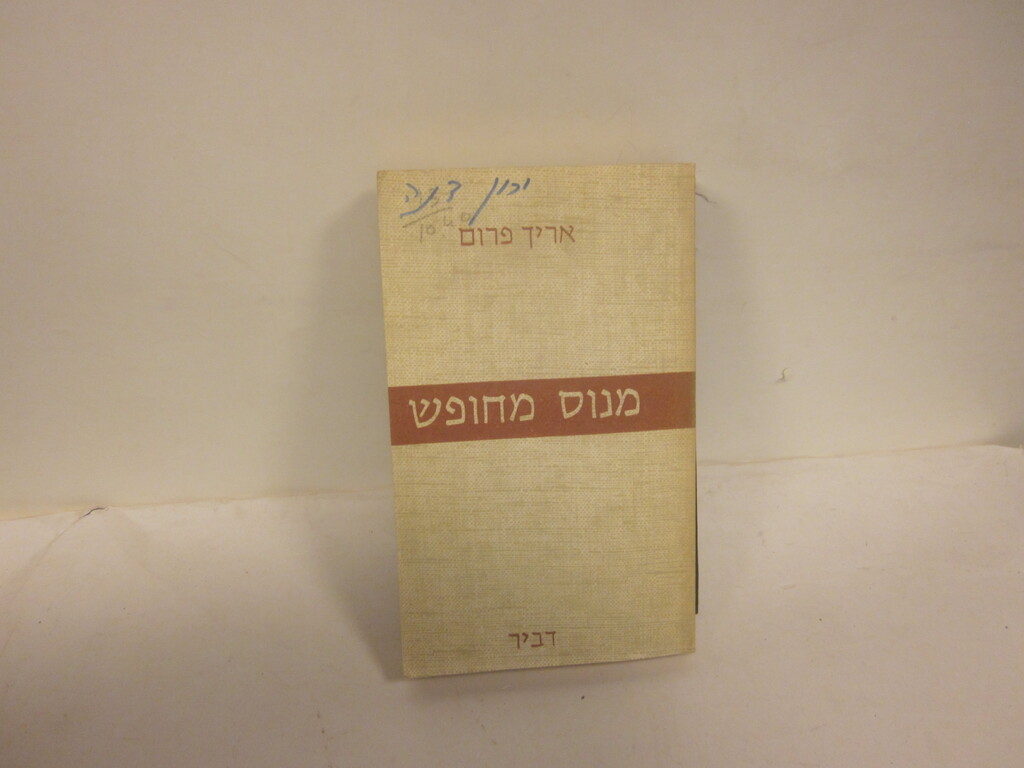 אריך פרום
מנוס מחופש
דביר